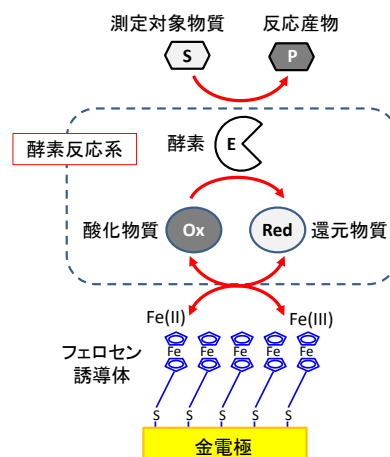 測定対象物質 反応産物
S P
酵素反応系
酵素
E
酸化物質 Ox Red 還元物質
Fe(II) Fe(III)
フェロセン
誘導体
Fe Fe Fe Fe Fe
S S S S S
金電極